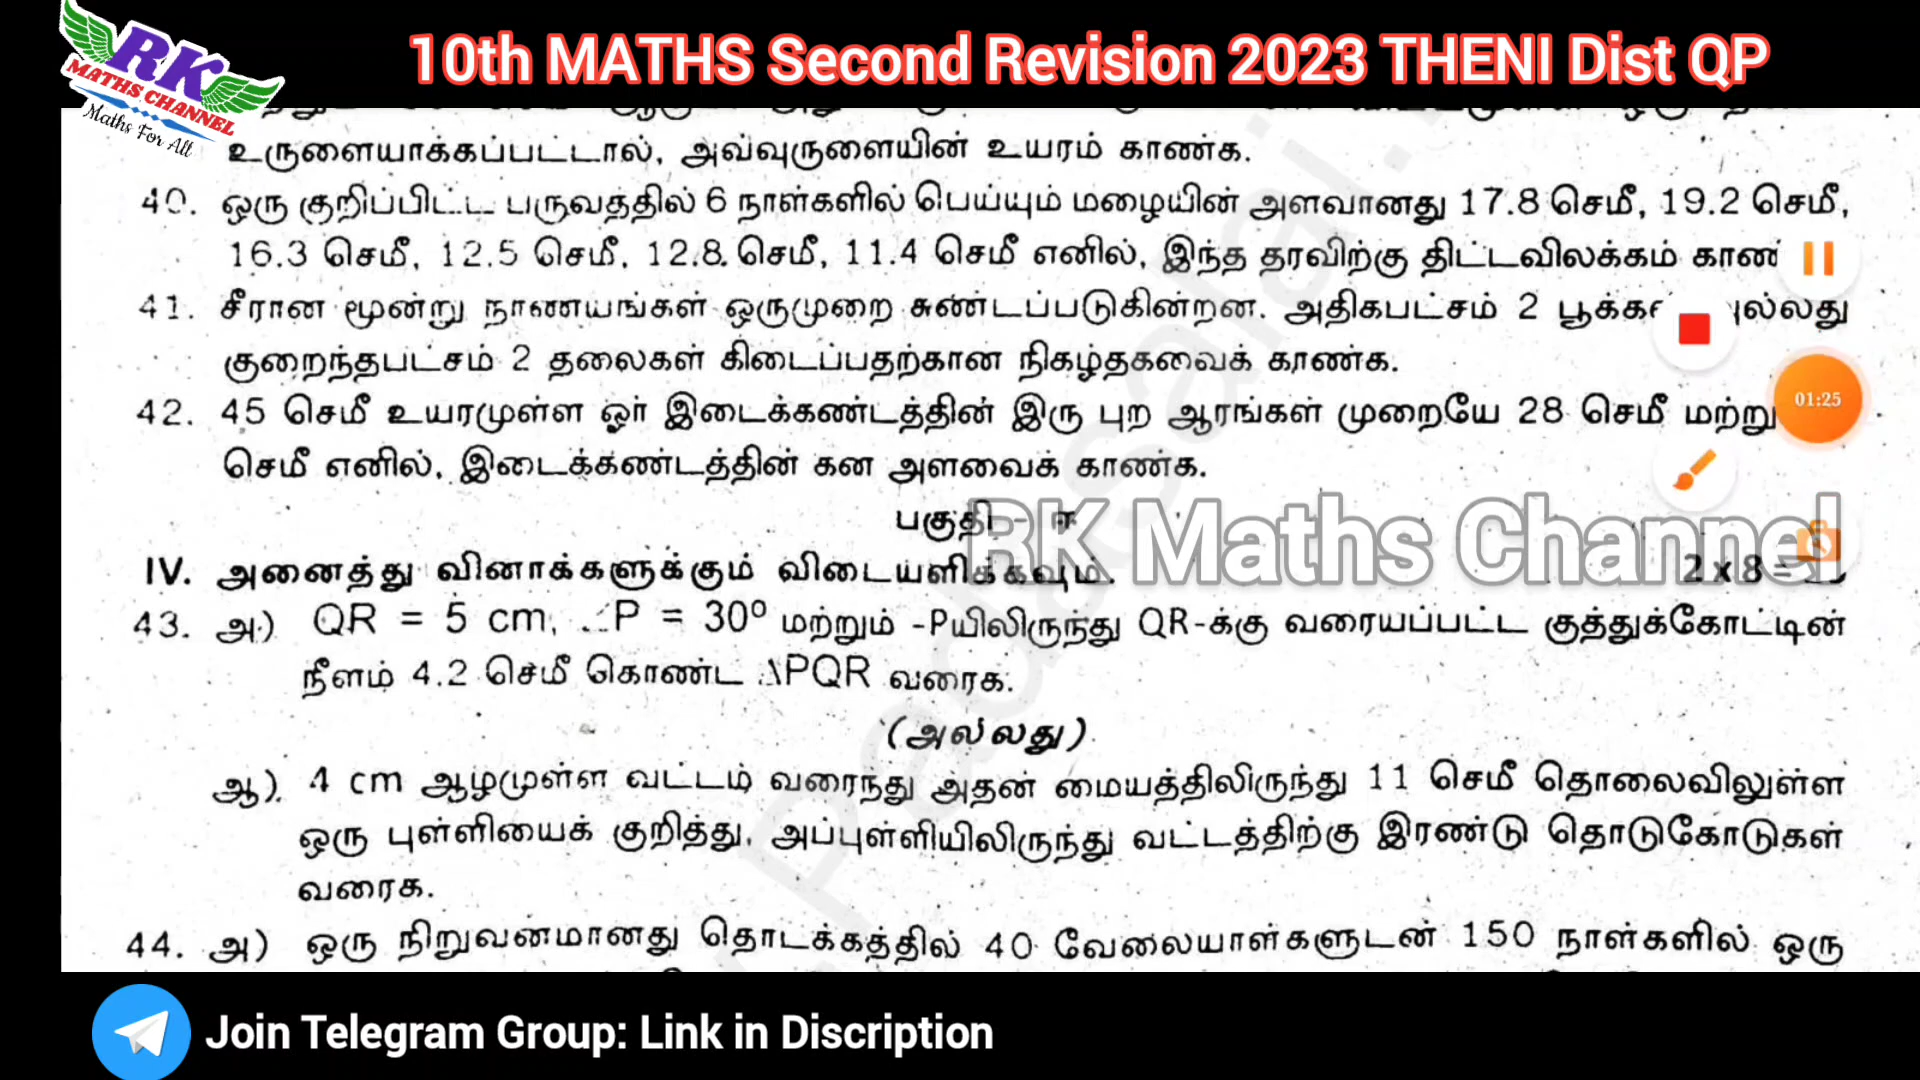 RK
MATHS CHANNEL
Maths For All
10th MATHS Second Revision 2023 THENI Dist QP
உருளையாக்கப்பட்டால், அவ்வுருளையின் உயரம் காண்க.
40. ஒரு குறிப்பிட்ட பருவத்தில் 6 நாள்களில் பெய்யும் மழையின் அளவானது 17.8 செமீ, 19.2 செமீ,
16.3 செமீ, 12.5 செமீ, 12.8 செமீ, 11.4 செமீ எனில், இந்த தரவிற்கு திட்டவிலக்கம்
41. சீரான மூன்று நாணயங்கள் ஒருமுறை சுண்டப்படுகின்றன. அதிகபட்சம் 2
குறைந்தபட்சம் 2 தலைகள் கிடைப்பதற்கான நிகழ்தகவைக் காண்க.
01:25
42. 45 செமீ உயரமுள்ள ஓர் இடைக்கண்டத்தின் இரு புற ஆரங்கள் முறையே 28 செமீ
செமீ எனில், இடைக்கண்டத்தின் கன அளவைக் காண்க.
பகுதி - ஈ
RK Maths Channel
IV. அனைத்து வினாக்களுக்கும் விடையளிக்கவும். 2 x 8 =
43. அ) QR = 5 cm, ∠P = 30° மற்றும் -Pயிலிருந்து QR-க்கு வரையப்பட்ட குத்துக்கோட்டின்
நீளம் 4.2 செமீ கொண்ட ΔPQR வரைக.
(அல்லது)
ஆ) 4 cm ஆழமுள்ள வட்டம் வரைந்து அதன் மையத்திலிருந்து 11 செமீ தொலைவிலுள்ள
ஒரு புள்ளியைக் குறித்து, அப்புள்ளியிலிருந்து வட்டத்திற்கு இரண்டு தொடுகோடுகள்
வரைக.
44. அ) ஒரு நிறுவனமானது தொடக்கத்தில் 40 வேலையாள்களுடன் 150 நாள்களில் ஒரு
Join Telegram Group: Link in Discription